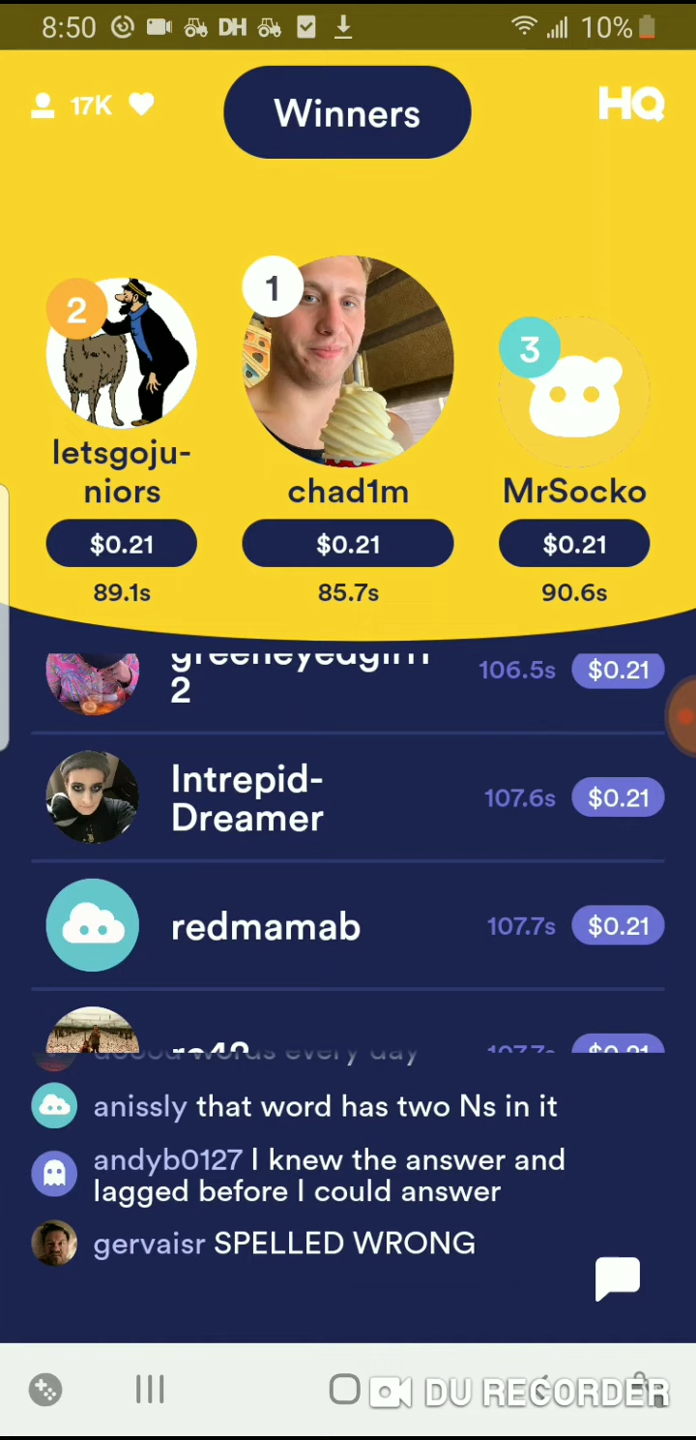 8:50 DH 10%
17K Winners HQ
2 1 3
letsgoju-
niors
chad1m
MrSocko
$0.21 $0.21 $0.21
89.1s 85.7s 90.6s
2 106.5s $0.21
Intrepid-
Dreamer
107.6s $0.21
redmamab 107.7s $0.21
words every day
anissly that word has two Ns in it
andyb0127 I knew the answer and
lagged before I could answer
gervaisr SPELLED WRONG
DU RECORDER